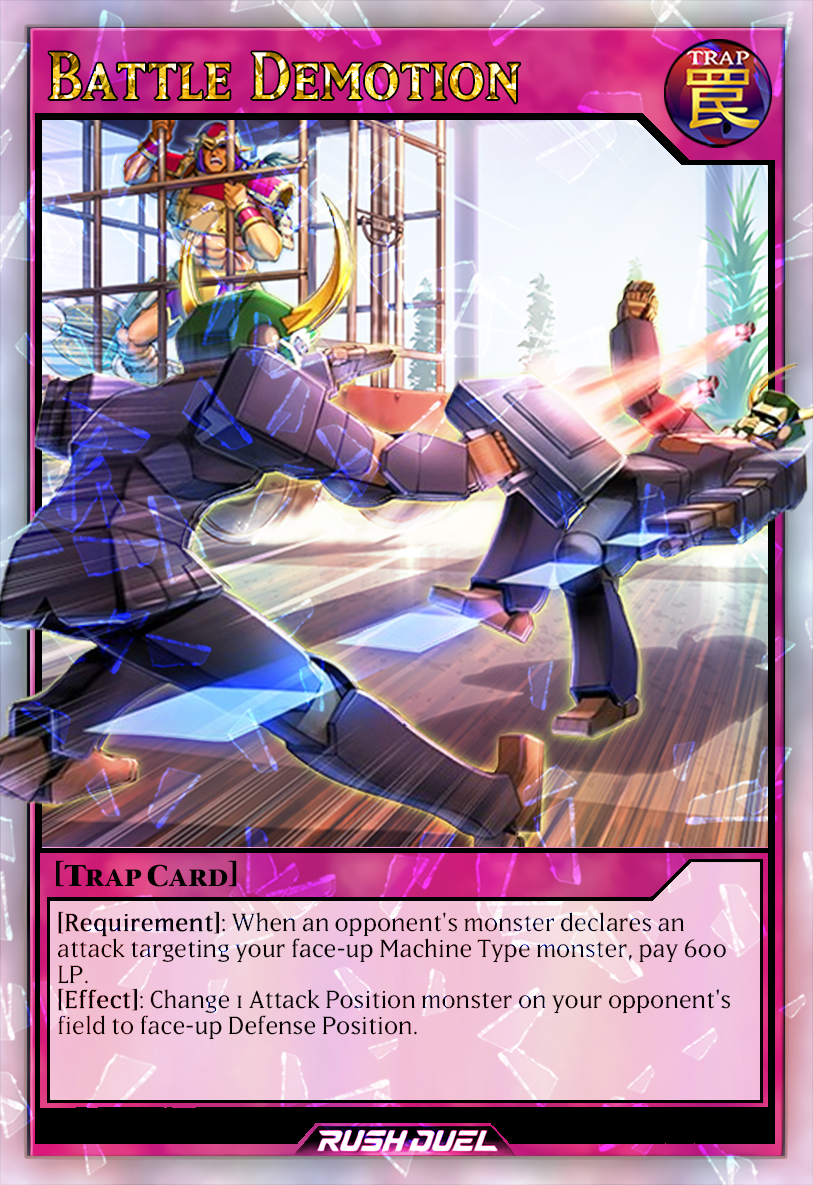 Battle Demotion
TRAP
罠
[Trap Card]
[Requirement]: When an opponent's monster declares an
attack targeting your face-up Machine Type monster, pay 600
LP.
[Effect]: Change 1 Attack Position monster on your opponent's
field to face-up Defense Position.
RUSH DUEL